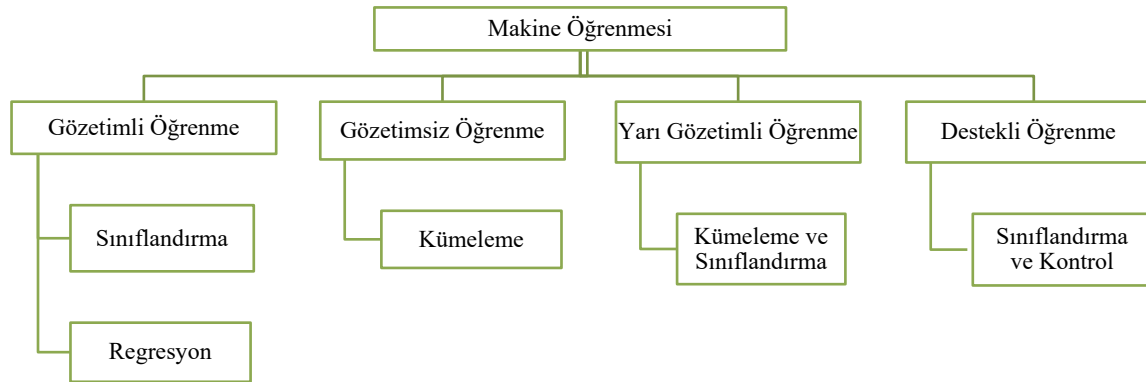 Makine Öğrenmesi
Gözetimli Öğrenme
Gözetimsiz Öğrenme
Yarı Gözetimli Öğrenme
Destekli Öğrenme
Sınıflandırma
Kümeleme
Kümeleme ve
Sınıflandırma
Sınıflandırma
ve Kontrol
Regresyon